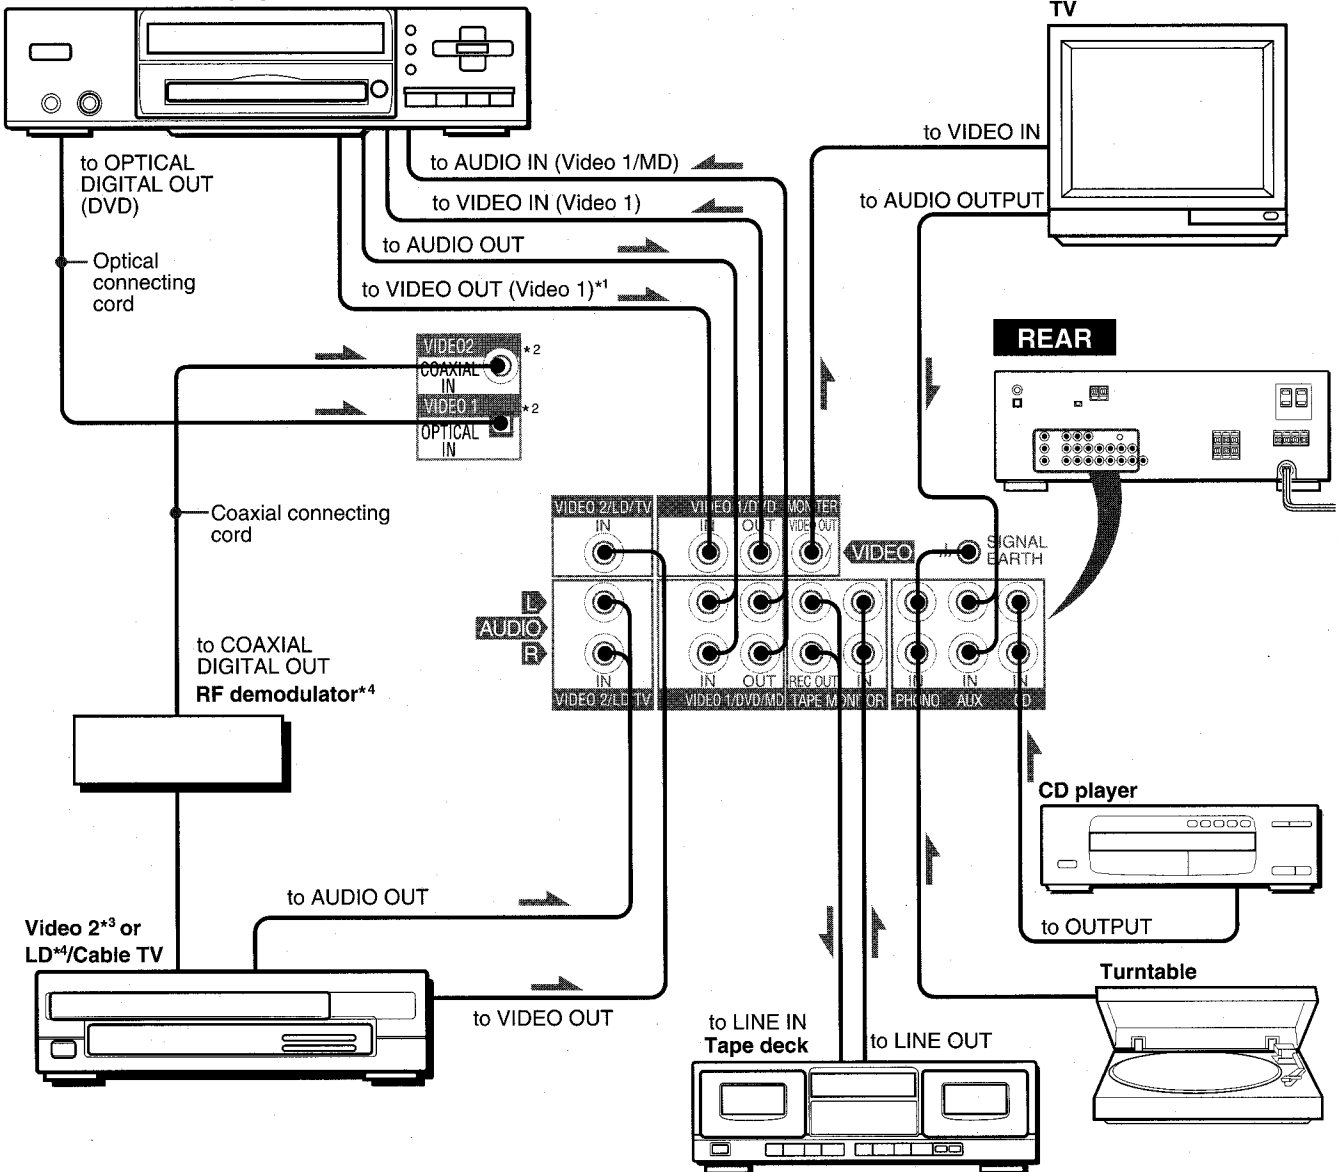 TV
to VIDEO IN
to AUDIO OUTPUT
to OPTICAL
DIGITAL OUT
(DVD)
to AUDIO IN (Video 1/MD)
to VIDEO IN (Video 1)
to AUDIO OUT
to VIDEO OUT (Video 1)*1
Optical
connecting
cord
VIDEO2
*2
COAXIAL
IN
VIDEO 1
*2
OPTICAL
IN
REAR
Coaxial connecting
cord
VIDEO 2/LD/TV
VIDEO 1/DVD
MONITER
IN
IN
OUT
VIDEO OUT
VIDEO
SIGNAL
EARTH
L
AUDIO
R
IN
IN
OUT
REC OUT
IN
IN
IN
IN
VIDEO 2/LD/TV
VIDEO 1/DVD/MD
TAPE MONITOR
PHONO
AUX
CD
to COAXIAL
DIGITAL OUT
RF demodulator*4
CD player
to OUTPUT
to AUDIO OUT
Video 2*3 or
LD*4/Cable TV
to VIDEO OUT
Turntable
to LINE IN
Tape deck
to LINE OUT